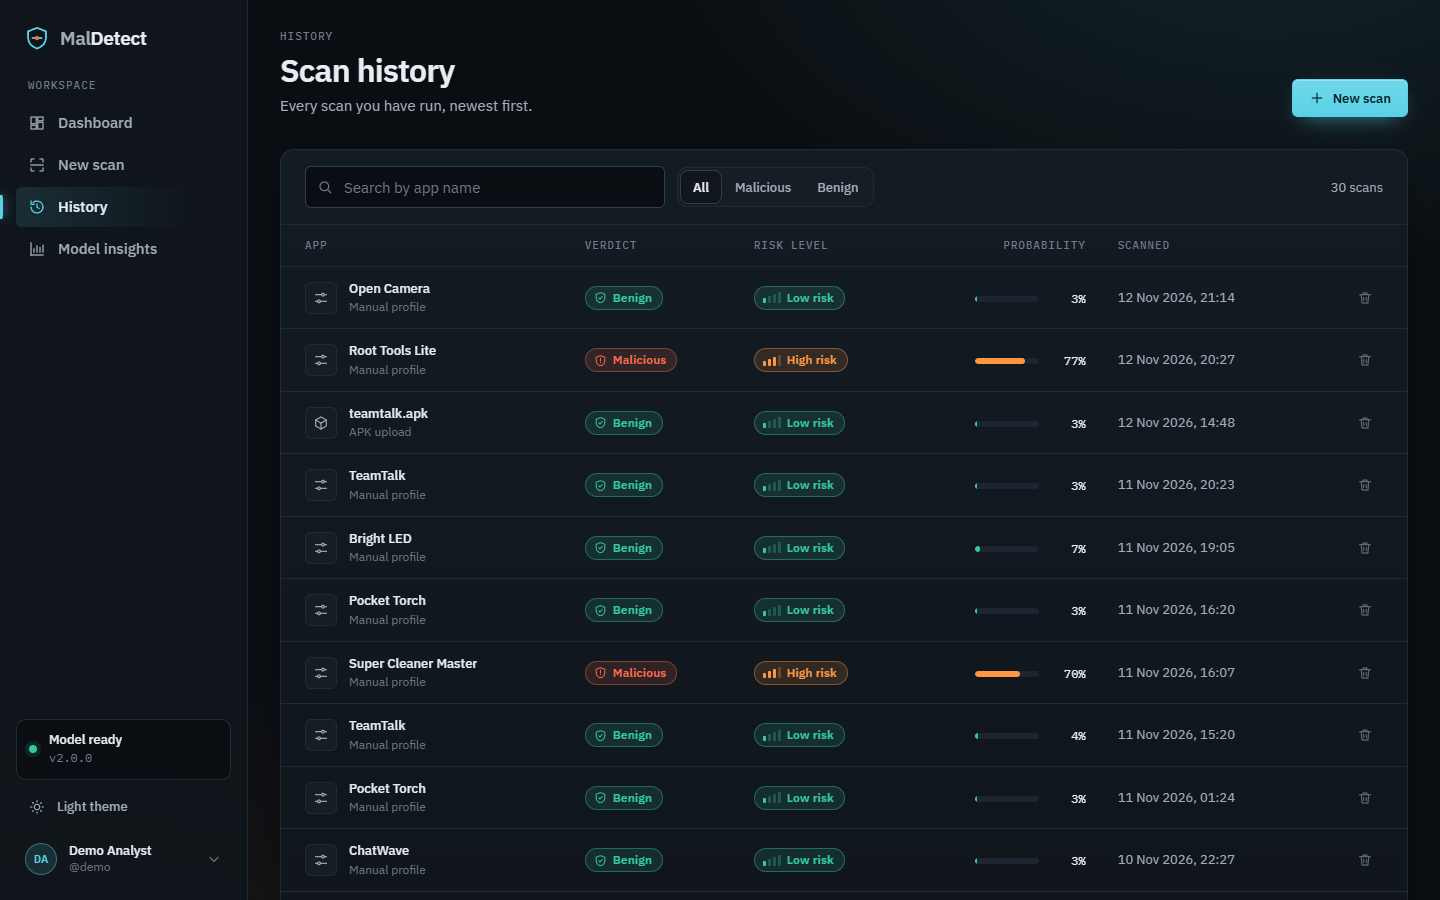 MalDetect
WORKSPACE
Dashboard
New scan
History
Model insights
Model ready
v2.0.0
Light theme
DA
Demo Analyst
@demo
HISTORY
Scan history
Every scan you have run, newest first.
New scan
Search by app name
All Malicious Benign
30 scans
APP VERDICT RISK LEVEL PROBABILITY SCANNED
Open Camera
Manual profile
Benign Low risk 3% 12 Nov 2026, 21:14
Root Tools Lite
Manual profile
Malicious High risk 77% 12 Nov 2026, 20:27
teamtalk.apk
APK upload
Benign Low risk 3% 12 Nov 2026, 14:48
TeamTalk
Manual profile
Benign Low risk 3% 11 Nov 2026, 20:23
Bright LED
Manual profile
Benign Low risk 7% 11 Nov 2026, 19:05
Pocket Torch
Manual profile
Benign Low risk 3% 11 Nov 2026, 16:20
Super Cleaner Master
Manual profile
Malicious High risk 70% 11 Nov 2026, 16:07
TeamTalk
Manual profile
Benign Low risk 4% 11 Nov 2026, 15:20
Pocket Torch
Manual profile
Benign Low risk 3% 11 Nov 2026, 01:24
ChatWave
Manual profile
Benign Low risk 3% 10 Nov 2026, 22:27